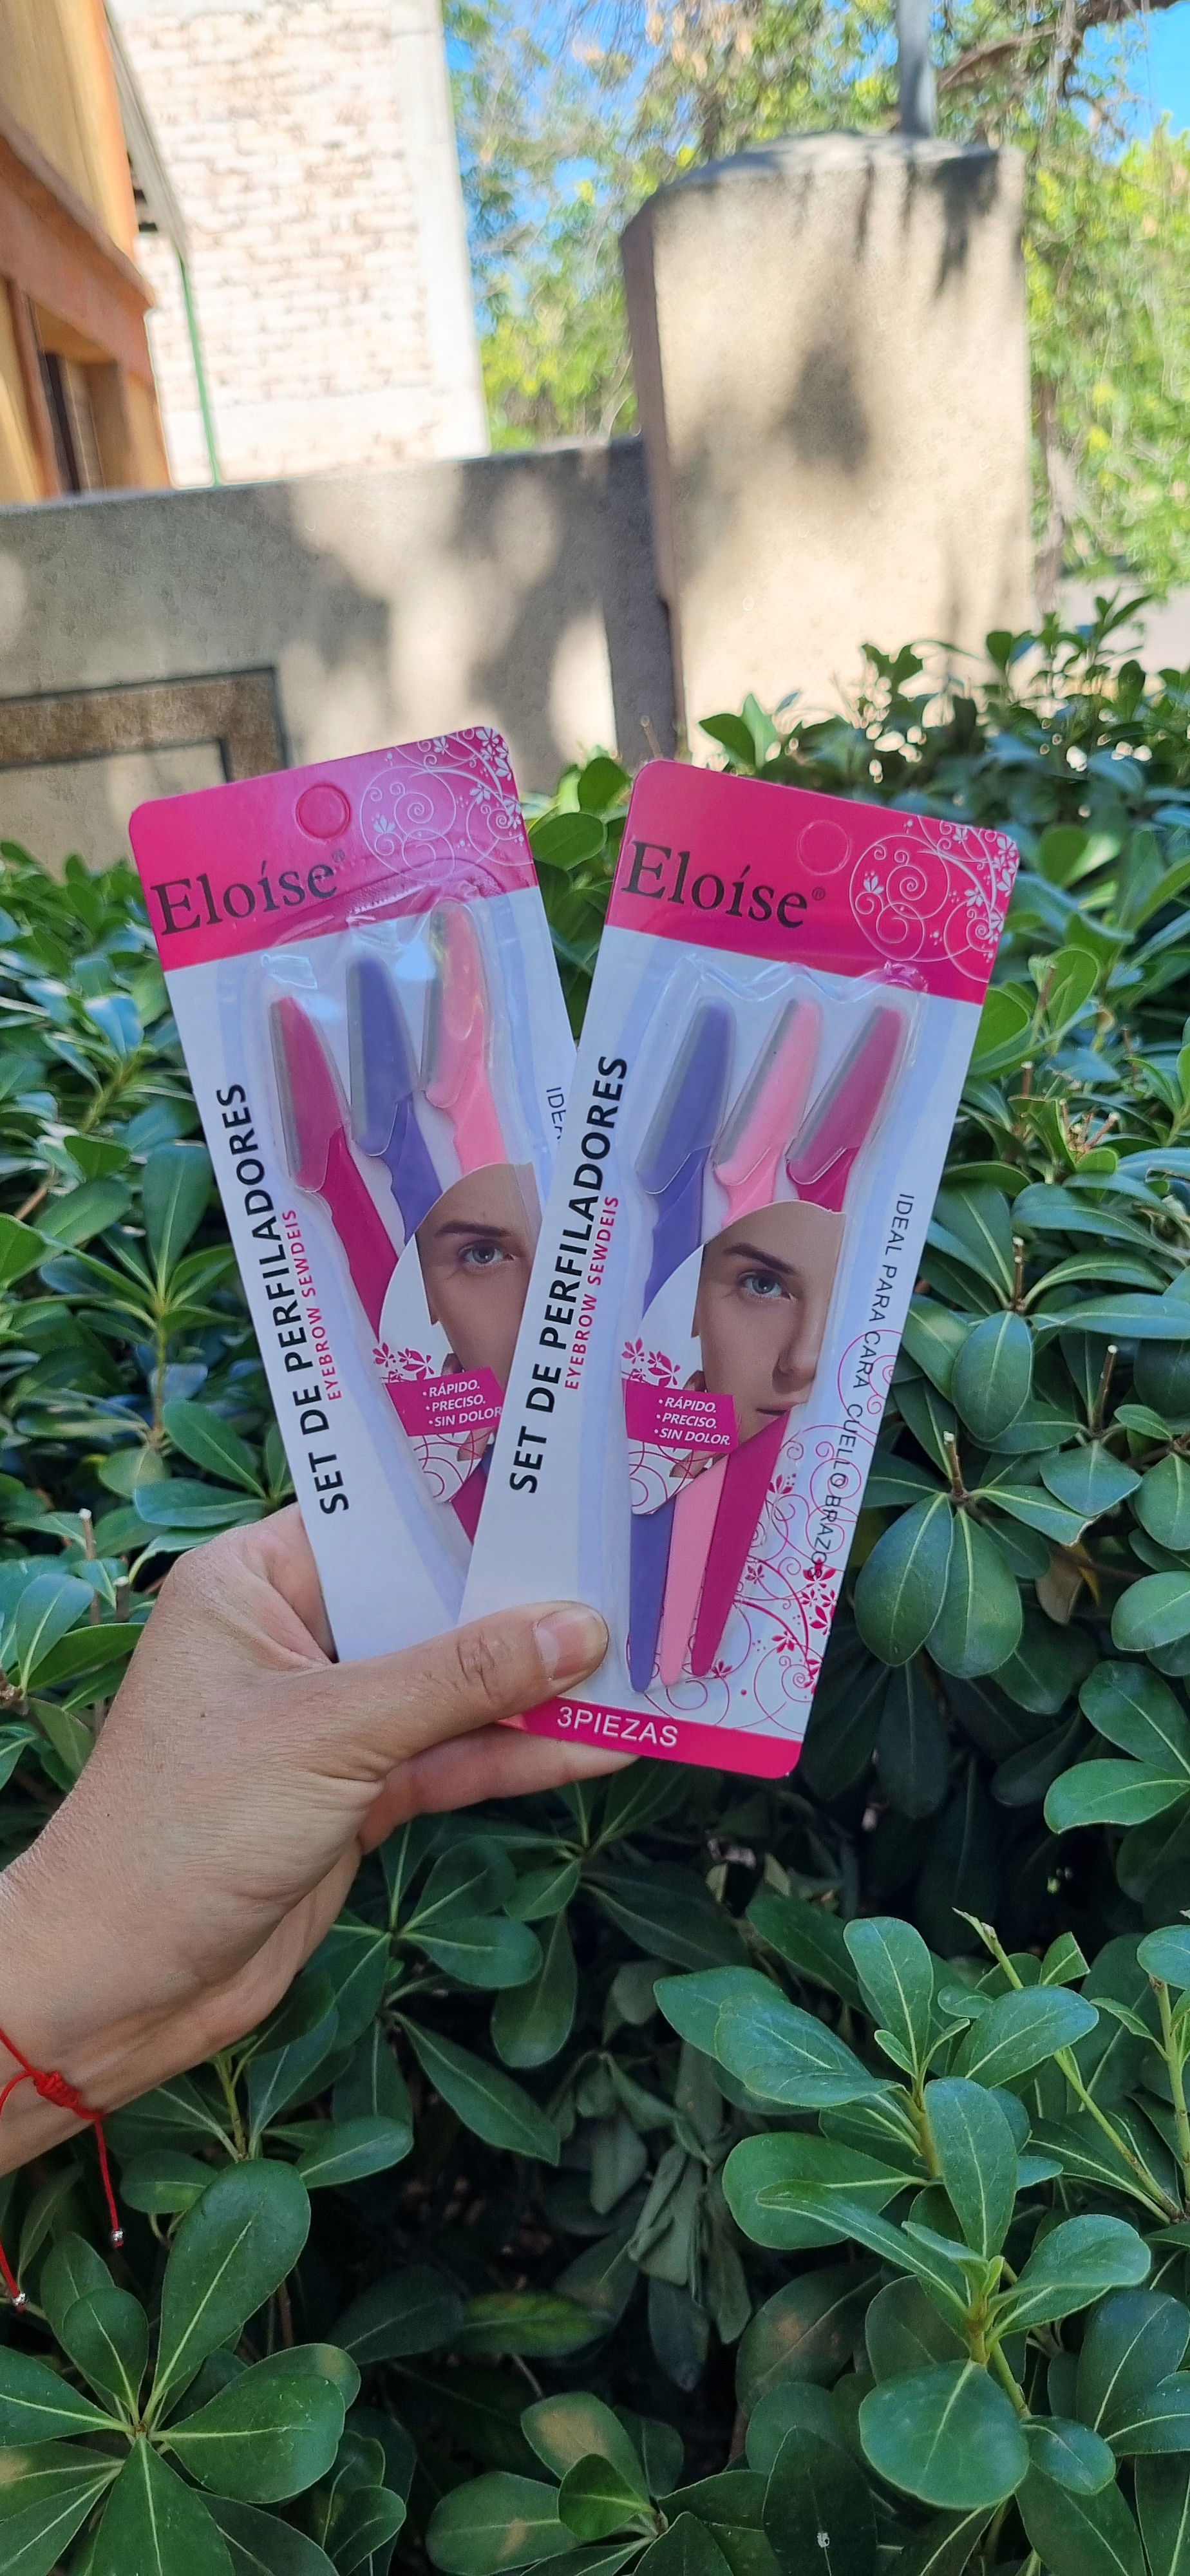 Eloíse®
SET DE PERFILADORES
EYEBROW SEWDEIS
•RÁPIDO.
•PRECISO.
•SIN DOLOR
Eloíse®
SET DE PERFILADORES
EYEBROW SEWDEIS
•RÁPIDO.
•PRECISO.
•SIN DOLOR
IDEAL PARA CARA CUELLO BRAZOS
3PIEZAS